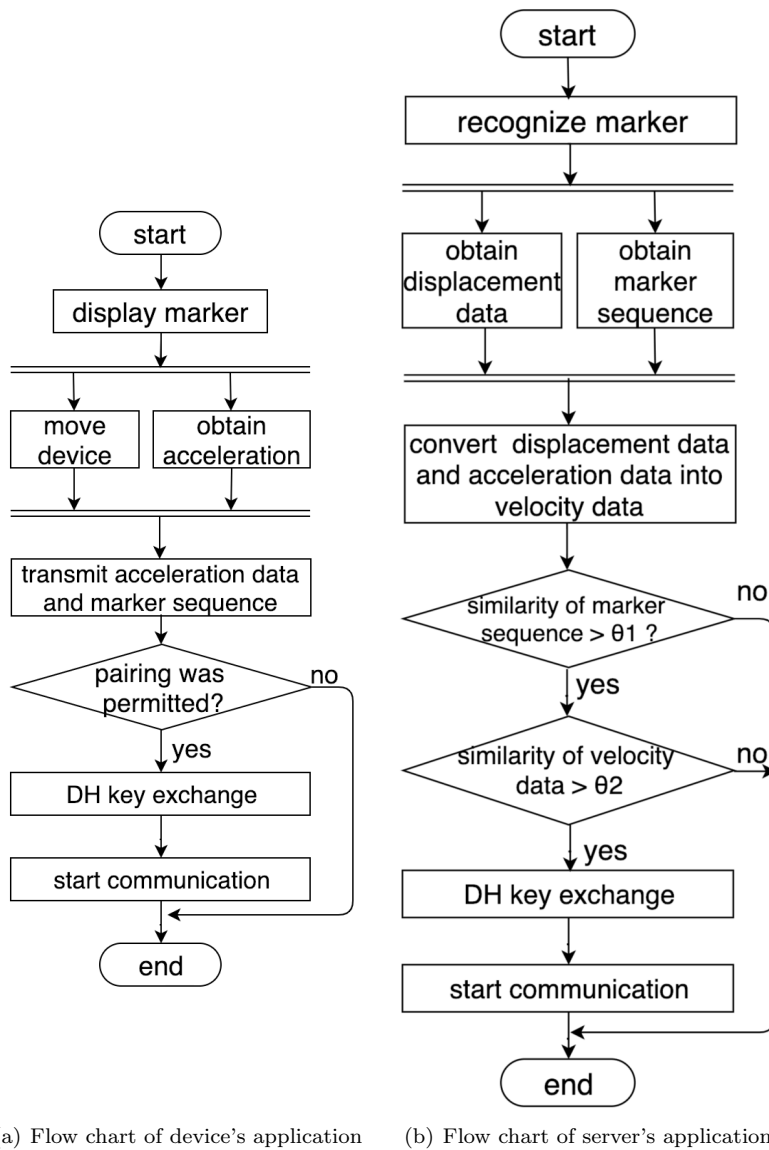 start
display marker
move
device
obtain
acceleration
transmit acceleration data
and marker sequence
pairing was
permitted?
no
yes
DH key exchange
start communication
end
a) Flow chart of device's application
start
recognize marker
obtain
displacement
data
obtain
marker
sequence
convert displacement data
and acceleration data into
velocity data
similarity of marker
sequence > θ1 ?
no
yes
similarity of velocity
data > θ2
no
yes
DH key exchange
start communication
end
(b) Flow chart of server's application